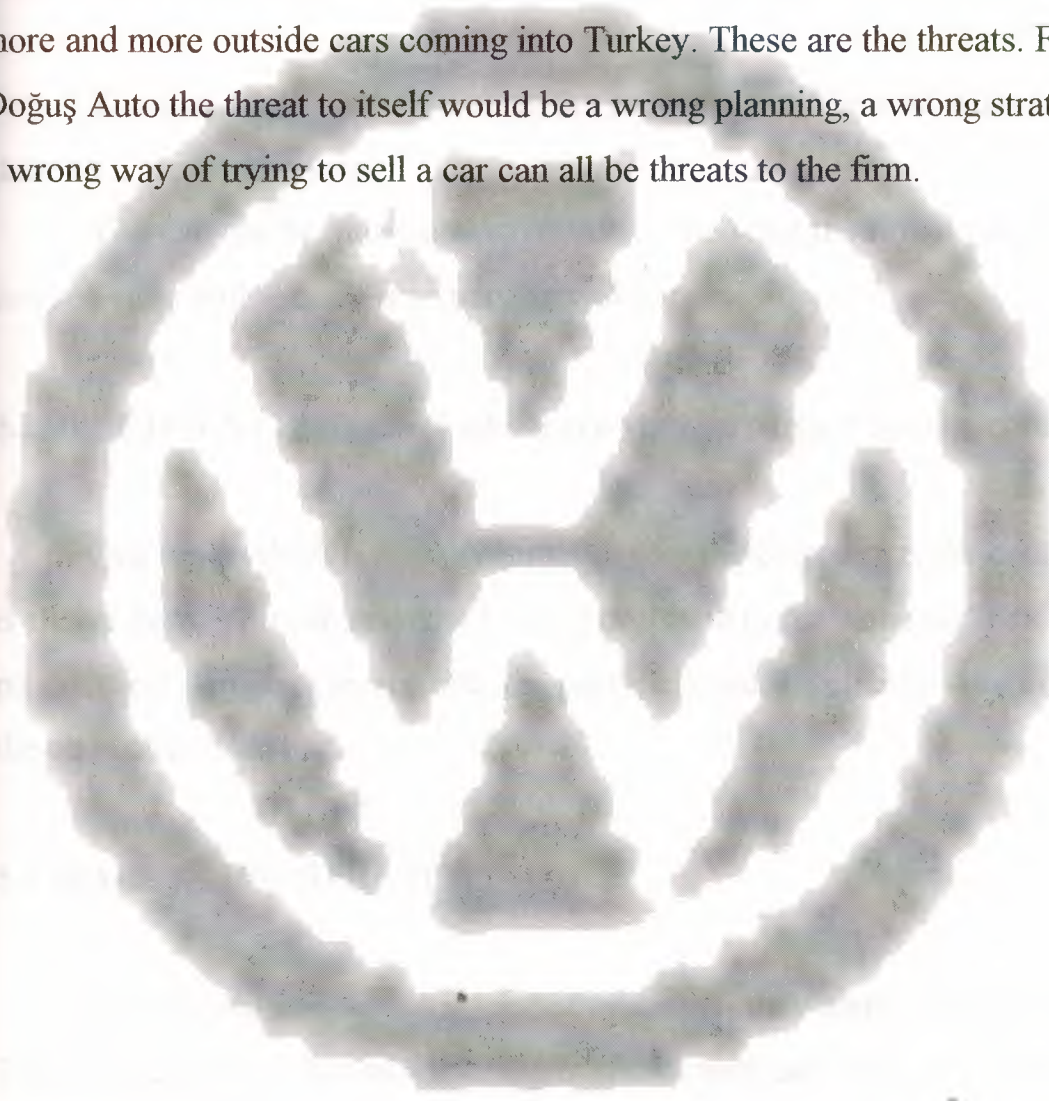 more and more outside cars coming into Turkey. These are the threats. F
Doğuş Auto the threat to itself would be a wrong planning, a wrong strat
wrong way of trying to sell a car can all be threats to the firm.